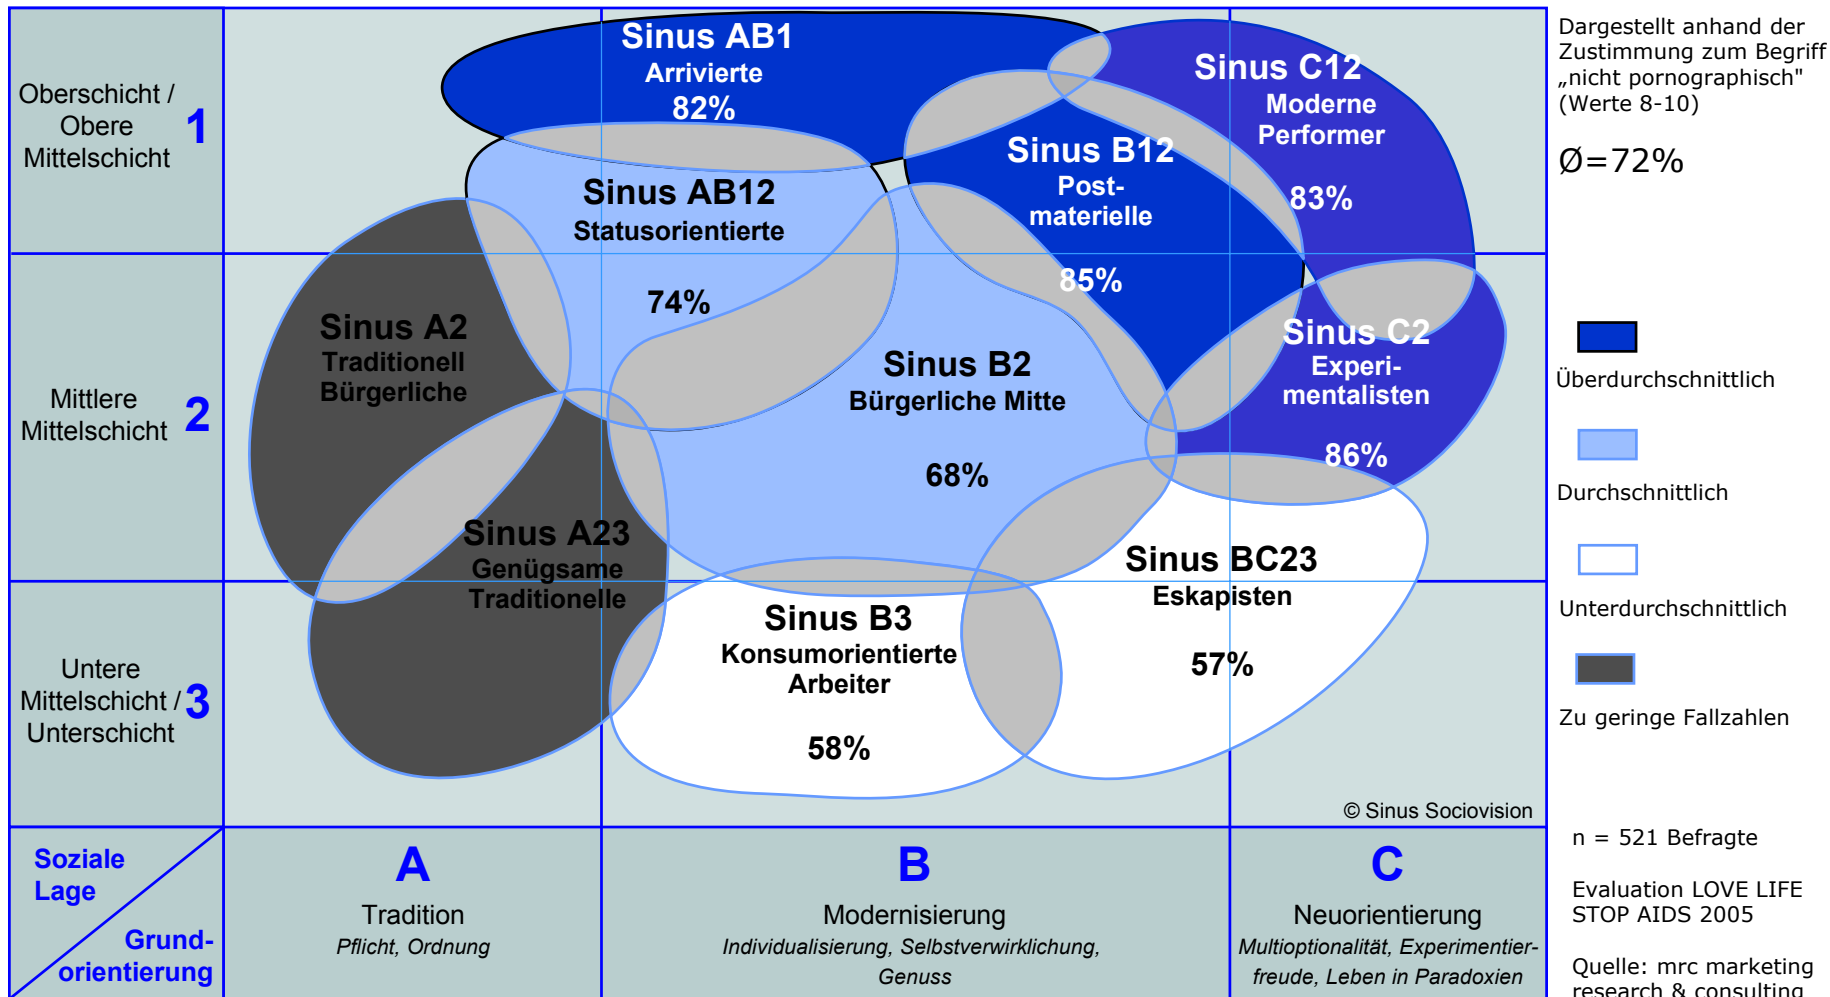 Oberschicht /
Obere
Mittelschicht
1
Mittlere
Mittelschicht
2
Untere
Mittelschicht /
Unterschicht
3
Sinus AB1
Arrivierte
82%
Sinus C12
Moderne
Performer
83%
Sinus B12
Post-
materielle
85%
Sinus AB12
Statusorientierte
74%
Sinus A2
Traditionell
Bürgerliche
Sinus B2
Bürgerliche Mitte
68%
Sinus C2
Experi-
mentalisten
86%
Sinus A23
Genügsame
Traditionelle
Sinus B3
Konsumorientierte
Arbeiter
58%
Sinus BC23
Eskapisten
57%
© Sinus Sociovision
Soziale
Lage
Grund-
orientierung
A
Tradition
Pflicht, Ordnung
B
Modernisierung
Individualisierung, Selbstverwirklichung,
Genuss
C
Neuorientierung
Multioptionalität, Experimentier-
freude, Leben in Paradoxien
Dargestellt anhand der
Zustimmung zum Begriff
„nicht pornographisch"
(Werte 8-10)
Ø=72%
Überdurchschnittlich
Durchschnittlich
Unterdurchschnittlich
Zu geringe Fallzahlen
n = 521 Befragte
Evaluation LOVE LIFE
STOP AIDS 2005
Quelle: mrc marketing
research & consulting